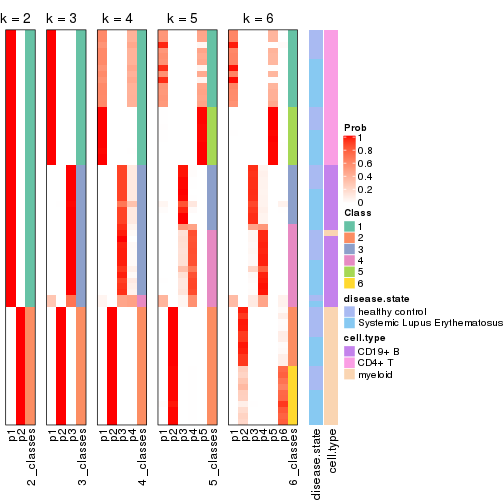 k = 2 k = 3 k = 4 k = 5 k = 6
Prob
1
0.8
0.6
0.4
0.2
0
Class
1
2
3
4
5
6
disease.state
healthy control
Systemic Lupus Erythematosus
cell.type
CD19+ B
CD4+ T
myeloid
p1
p2
2_classes
p1
p2
p3
3_classes
p1
p2
p3
p4
4_classes
p1
p2
p3
p4
p5
5_classes
p1
p2
p3
p4
p5
p6
6_classes
disease.state
cell.type